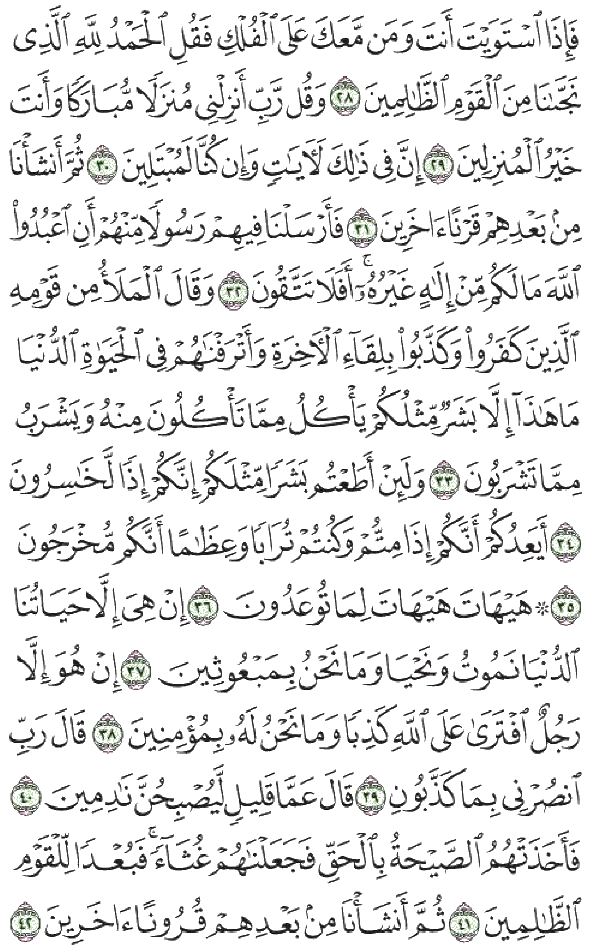 فَإِذَا ٱسْتَوَيْتَ أَنتَ وَمَن مَّعَكَ عَلَى ٱلْفُلْكِ فَقُلِ ٱلْحَمْدُ لِلَّهِ ٱلَّذِى
نَجَّىٰنَا مِنَ ٱلْقَوْمِ ٱلظَّـٰلِمِينَ ٢٨ وَقُل رَّبِّ أَنزِلْنِى مُنزَلًا مُّبَارَكًا وَأَنتَ
خَيْرُ ٱلْمُنزِلِينَ ٢٩ إِنَّ فِى ذَٰلِكَ لَـَٔايَـٰتٍ وَإِن كُنَّا لَمُبْتَلِينَ ٣٠ ثُمَّ أَنشَأْنَا
مِنۢ بَعْدِهِمْ قَرْنًا ءَاخَرِينَ ٣١ فَأَرْسَلْنَا فِيهِمْ رَسُولًا مِّنْهُمْ أَنِ ٱعْبُدُوا۟
ٱللَّهَ مَا لَكُم مِّنْ إِلَـٰهٍ غَيْرُهُۥٓ ۚ أَفَلَا تَتَّقُونَ ٣٢ وَقَالَ ٱلْمَلَأُ مِن قَوْمِهِ
ٱلَّذِينَ كَفَرُوا۟ وَكَذَّبُوا۟ بِلِقَآءِ ٱلْـَٔاخِرَةِ وَأَتْرَفْنَـٰهُمْ فِى ٱلْحَيَوٰةِ ٱلدُّنْيَا
مَا هَـٰذَآ إِلَّا بَشَرٌ مِّثْلُكُمْ يَأْكُلُ مِمَّا تَأْكُلُونَ مِنْهُ وَيَشْرَبُ
مِمَّا تَشْرَبُونَ ٣٣ وَلَئِنْ أَطَعْتُم بَشَرًا مِّثْلَكُمْ إِنَّكُمْ إِذًا لَّخَـٰسِرُونَ
٣٤ أَيَعِدُكُمْ أَنَّكُمْ إِذَا مِتُّمْ وَكُنتُمْ تُرَابًا وَعِظَـٰمًا أَنَّكُم مُّخْرَجُونَ
٣٥ ۞ هَيْهَاتَ هَيْهَاتَ لِمَا تُوعَدُونَ ٣٦ إِنْ هِىَ إِلَّا حَيَاتُنَا
ٱلدُّنْيَا نَمُوتُ وَنَحْيَا وَمَا نَحْنُ بِمَبْعُوثِينَ ٣٧ إِنْ هُوَ إِلَّا
رَجُلٌ ٱفْتَرَىٰ عَلَى ٱللَّهِ كَذِبًا وَمَا نَحْنُ لَهُۥ بِمُؤْمِنِينَ ٣٨ قَالَ رَبِّ
ٱنصُرْنِى بِمَا كَذَّبُونِ ٣٩ قَالَ عَمَّا قَلِيلٍ لَّيُصْبِحُنَّ نَـٰدِمِينَ ٤٠
فَأَخَذَتْهُمُ ٱلصَّيْحَةُ بِٱلْحَقِّ فَجَعَلْنَـٰهُمْ غُثَآءً ۚ فَبُعْدًا لِّلْقَوْمِ
ٱلظَّـٰلِمِينَ ٤١ ثُمَّ أَنشَأْنَا مِنۢ بَعْدِهِمْ قُرُونًا ءَاخَرِينَ ٤٢